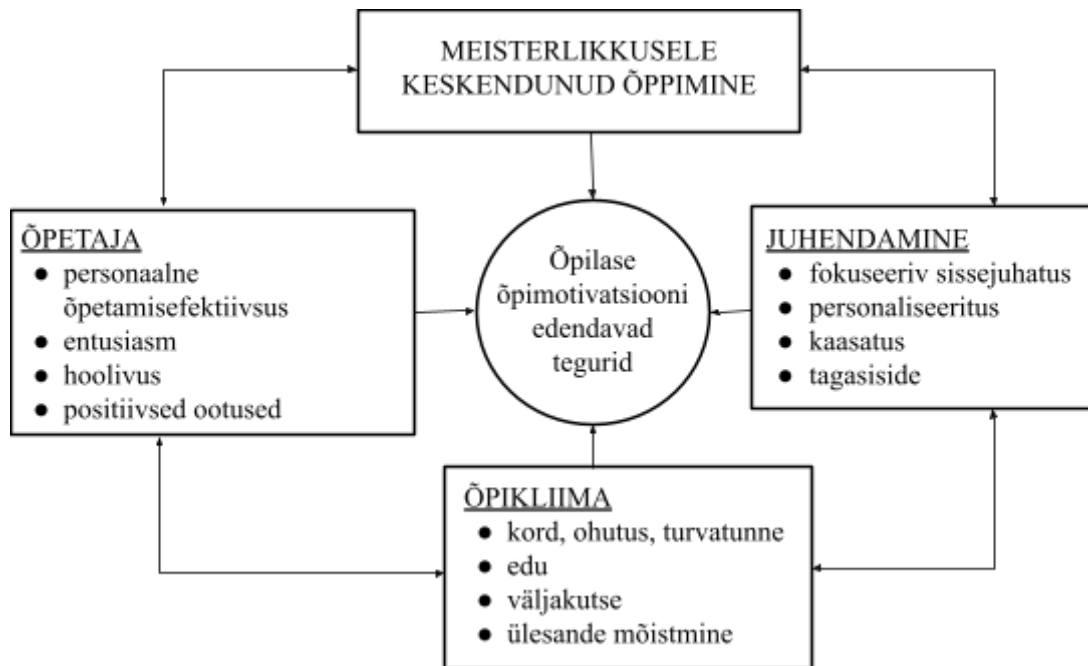 MEISTERLIKKUSELE
KESKENDUNUD ÕPPIMINE
ÕPETAJA
● personaalne
õpetamisefektiivsus
● entusiasm
● hoolivus
● positiivsed ootused
Õpilase
õpimotivatsiooni
edendavad
tegurid
JUHENDAMINE
● fokuseeriv sissejuhatus
● personaliseeritus
● kaasatus
● tagasiside
ÕPIKLIIMA
● kord, ohutus, turvatunne
● edu
● väljakutse
● ülesande mõistmine